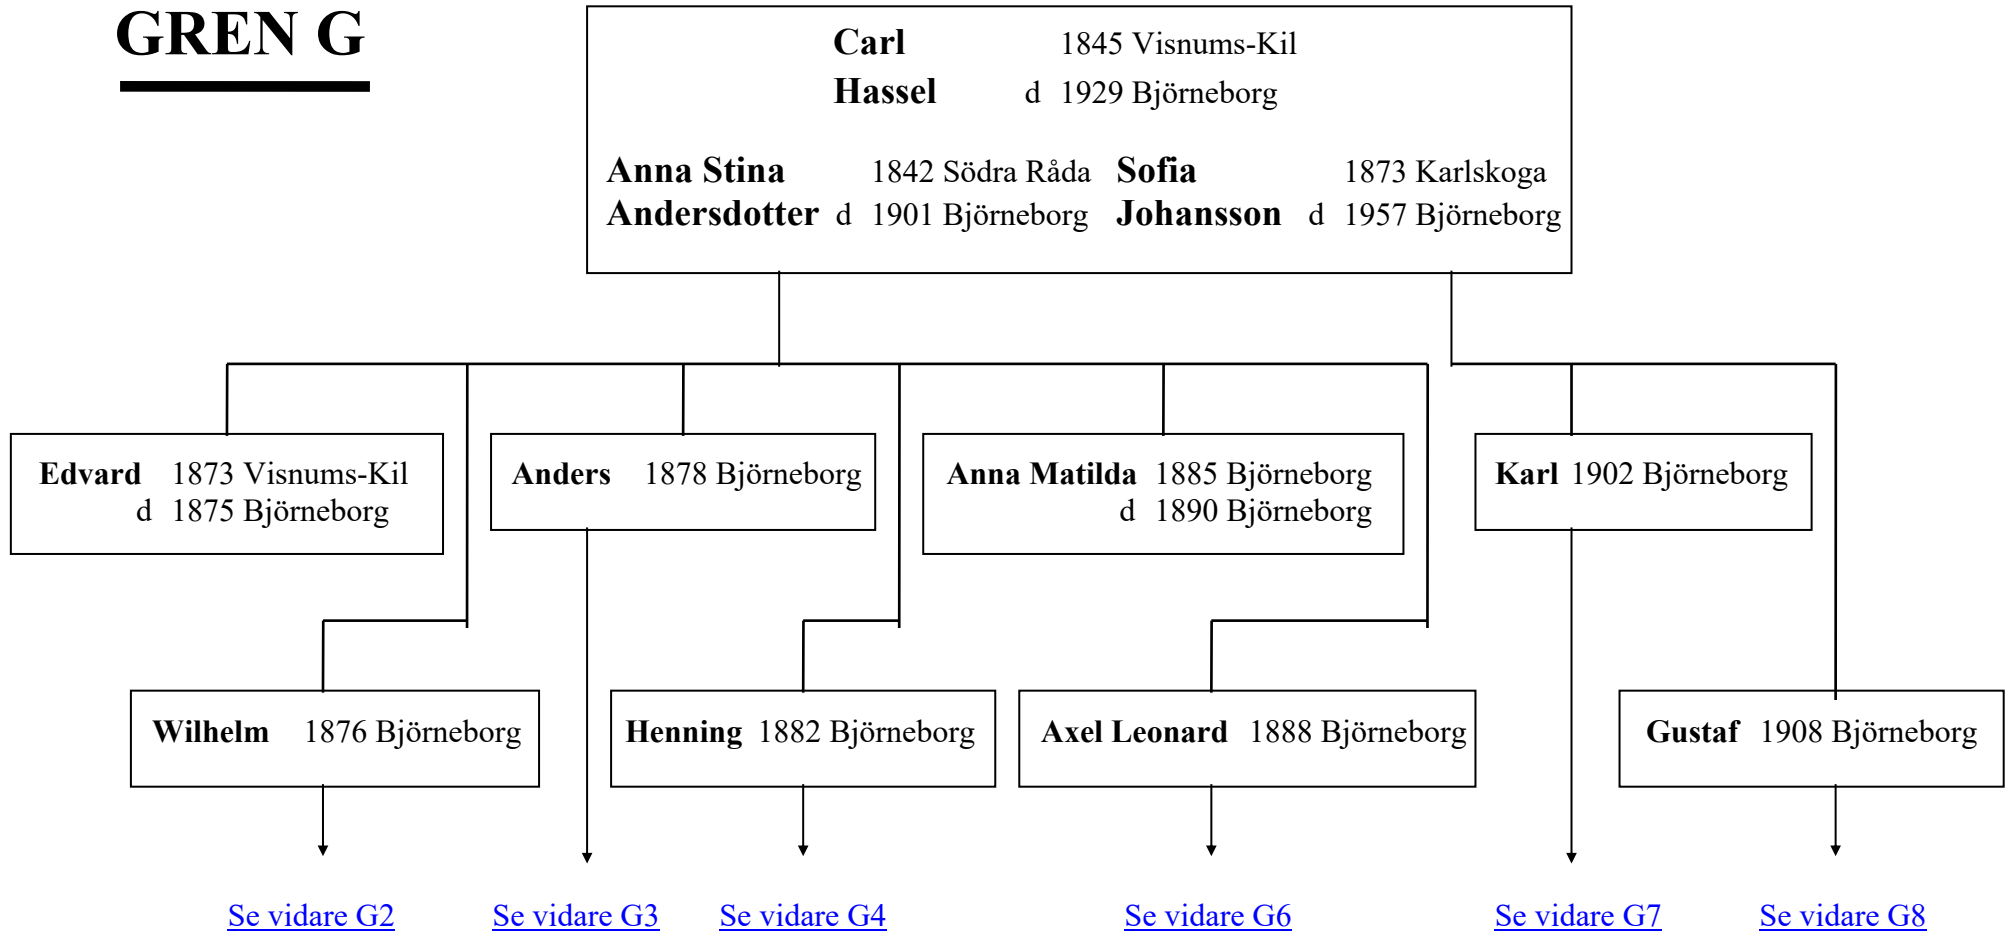 GREN G
Carl 1845 Visnums-Kil
Hassel d 1929 Björneborg
Anna Stina 1842 Södra Råda Sofia 1873 Karlskoga
Andersdotter d 1901 Björneborg Johansson d 1957 Björneborg
Edvard 1873 Visnums-Kil
d 1875 Björneborg
Anders 1878 Björneborg
Anna Matilda 1885 Björneborg
d 1890 Björneborg
Karl 1902 Björneborg
Wilhelm 1876 Björneborg
Henning 1882 Björneborg
Axel Leonard 1888 Björneborg
Gustaf 1908 Björneborg
Se vidare G2
Se vidare G3
Se vidare G4
Se vidare G6
Se vidare G7
Se vidare G8